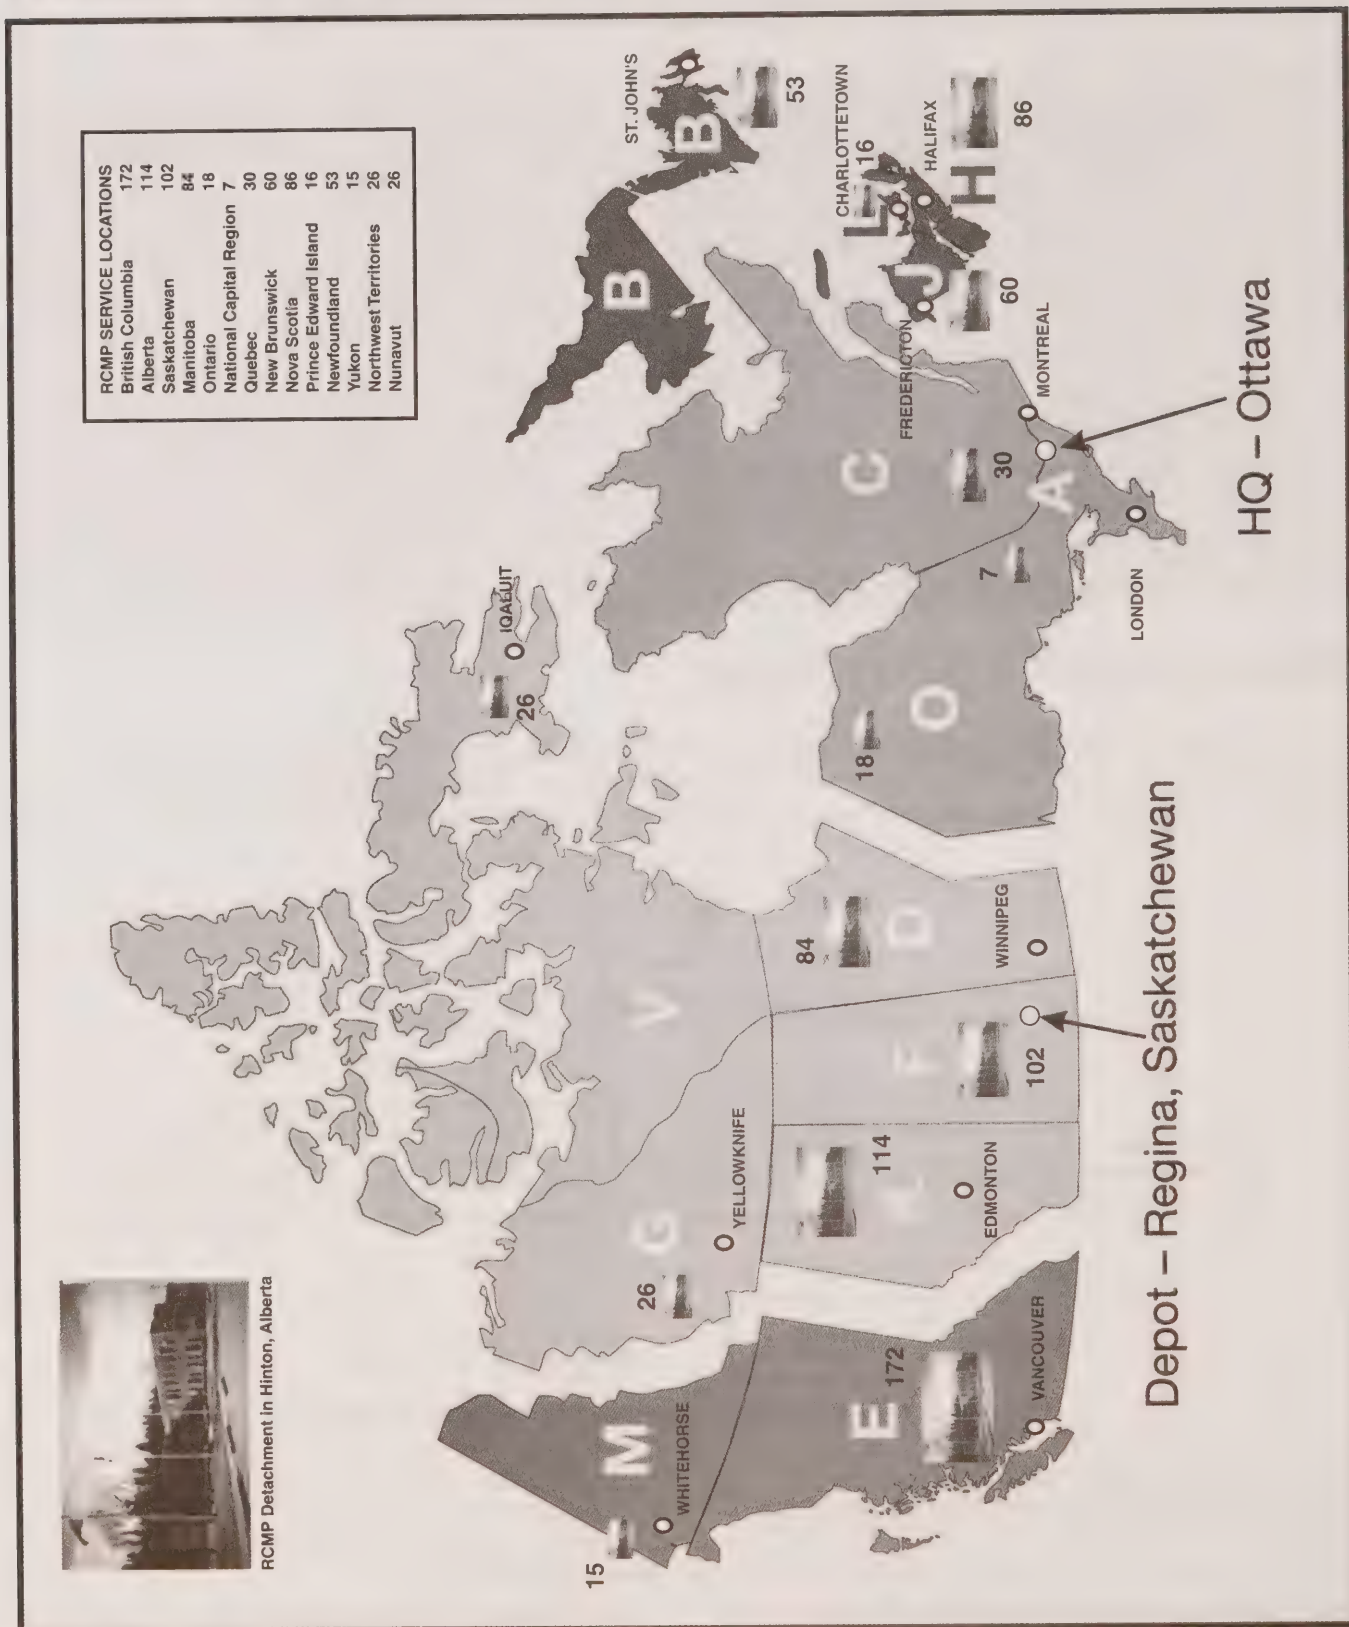 RCMP Detachment in Hinton, Alberta
RCMP SERVICE LOCATIONS
British Columbia 172
Alberta 114
Saskatchewan 102
Manitoba 84
Ontario 18
National Capital Region 7
Quebec 30
New Brunswick 60
Nova Scotia 86
Prince Edward Island 16
Newfoundland 53
Yukon 15
Northwest Territories 26
Nunavut 26
15
M
WHITEHORSE
26
G
YELLOWKNIFE
V
26
IQALUIT
B
B
ST. JOHN'S
53
E
172
VANCOUVER
114
EDMONTON
F
102
84
D
WINNIPEG
18
O
7
C
30
A
LONDON
MONTREAL
FREDERICTON
J
60
L
CHARLOTTETOWN
16
HALIFAX
H
86
Depot – Regina, Saskatchewan
HQ – Ottawa